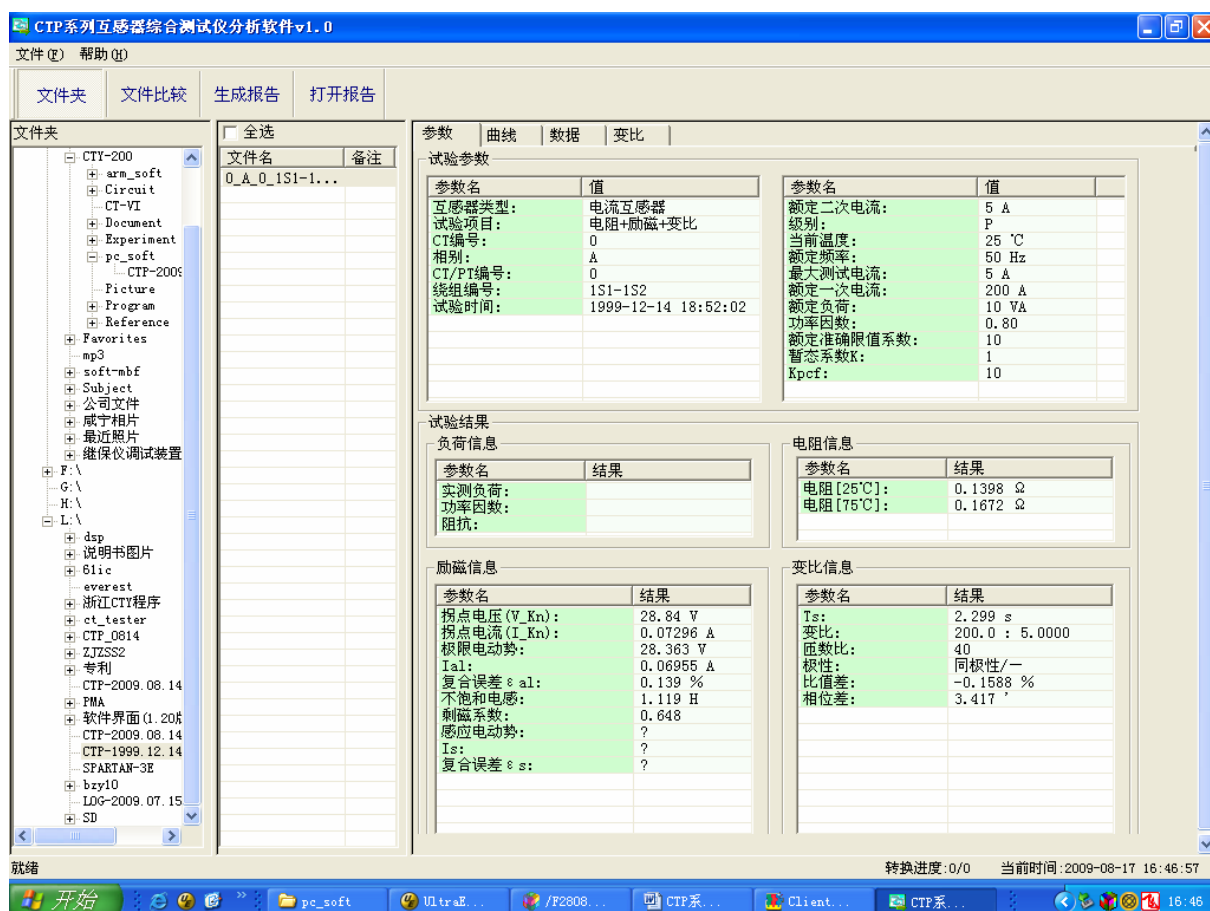 CTP系列互感器综合测试仪分析软件v1.0
文件(F) 帮助(H)
文件夹 文件比较 生成报告 打开报告
文件夹
CTY-200
arm_soft
Circuit
CT-VI
Document
Experiment
pc_soft
CTP-2009
Picture
Program
Reference
Favorites
mp3
soft-mbf
Subject
公司文件
咸宁相片
最近照片
继保仪调试装置
F:\
G:\
H:\
L:\
dsp
说明书图片
61ic
everest
浙江CTY程序
ct_tester
CTP_0814
ZJZSS2
专利
CTP-2009.08.14
PMA
软件界面(1.20版
CTP-2009.08.14
CTP-1999.12.14
SPARTAN-3E
bzy10
LOG-2009.07.15
SD
全选
文件名 备注
0_A_0_1S1-1...
参数 曲线 数据 变比
试验参数
参数名 值
互感器类型: 电流互感器
试验项目: 电阻+励磁+变比
CT编号: 0
相别: A
CT/PT编号: 0
绕组编号: 1S1-1S2
试验时间: 1999-12-14 18:52:02
参数名 值
额定二次电流: 5 A
级别: P
当前温度: 25 ℃
额定频率: 50 Hz
最大测试电流: 5 A
额定一次电流: 200 A
额定负荷: 10 VA
功率因数: 0.80
额定准确限值系数: 10
暂态系数K: 1
Kpcf: 10
试验结果
负荷信息
参数名 结果
实测负荷:
功率因数:
阻抗:
电阻信息
参数名 结果
电阻[25℃]: 0.1398 Ω
电阻[75℃]: 0.1672 Ω
励磁信息
参数名 结果
拐点电压(V_Kn): 28.84 V
拐点电流(I_Kn): 0.07296 A
极限电动势: 28.363 V
Ial: 0.06955 A
复合误差εal: 0.139 %
不饱和电感: 1.119 H
剩磁系数: 0.648
感应电动势: ?
Is: ?
复合误差εs: ?
变比信息
参数名 结果
Ts: 2.299 s
变比: 200.0 : 5.0000
匝数比: 40
极性: 同极性/—
比值差: -0.1588 %
相位差: 3.417 '
就绪 转换进度:0/0 当前时间:2009-08-17 16:46:57
开始 pc_soft UltraE... /F2808... CTP系... Client... CTP系... 16:46